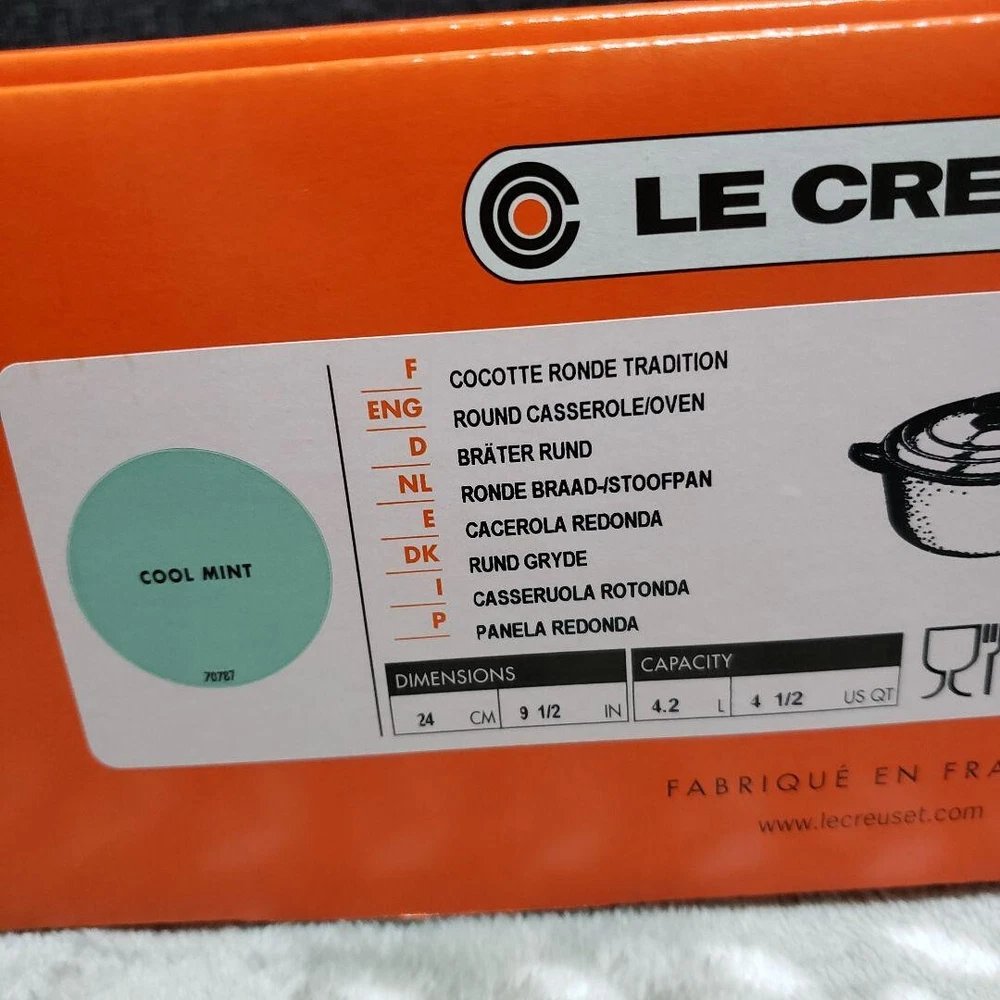 LE CRE
F COCOTTE RONDE TRADITION
ENG ROUND CASSEROLE/OVEN
D BRÄTER RUND
NL RONDE BRAAD-/STOOFPAN
E CACEROLA REDONDA
DK RUND GRYDE
I CASSERUOLA ROTONDA
P PANELA REDONDA
COOL MINT
70787
DIMENSIONS CAPACITY
24 CM 9 1/2 IN 4.2 L 4 1/2 US QT
FABRIQUÉ EN FRA
www.lecreuset.com